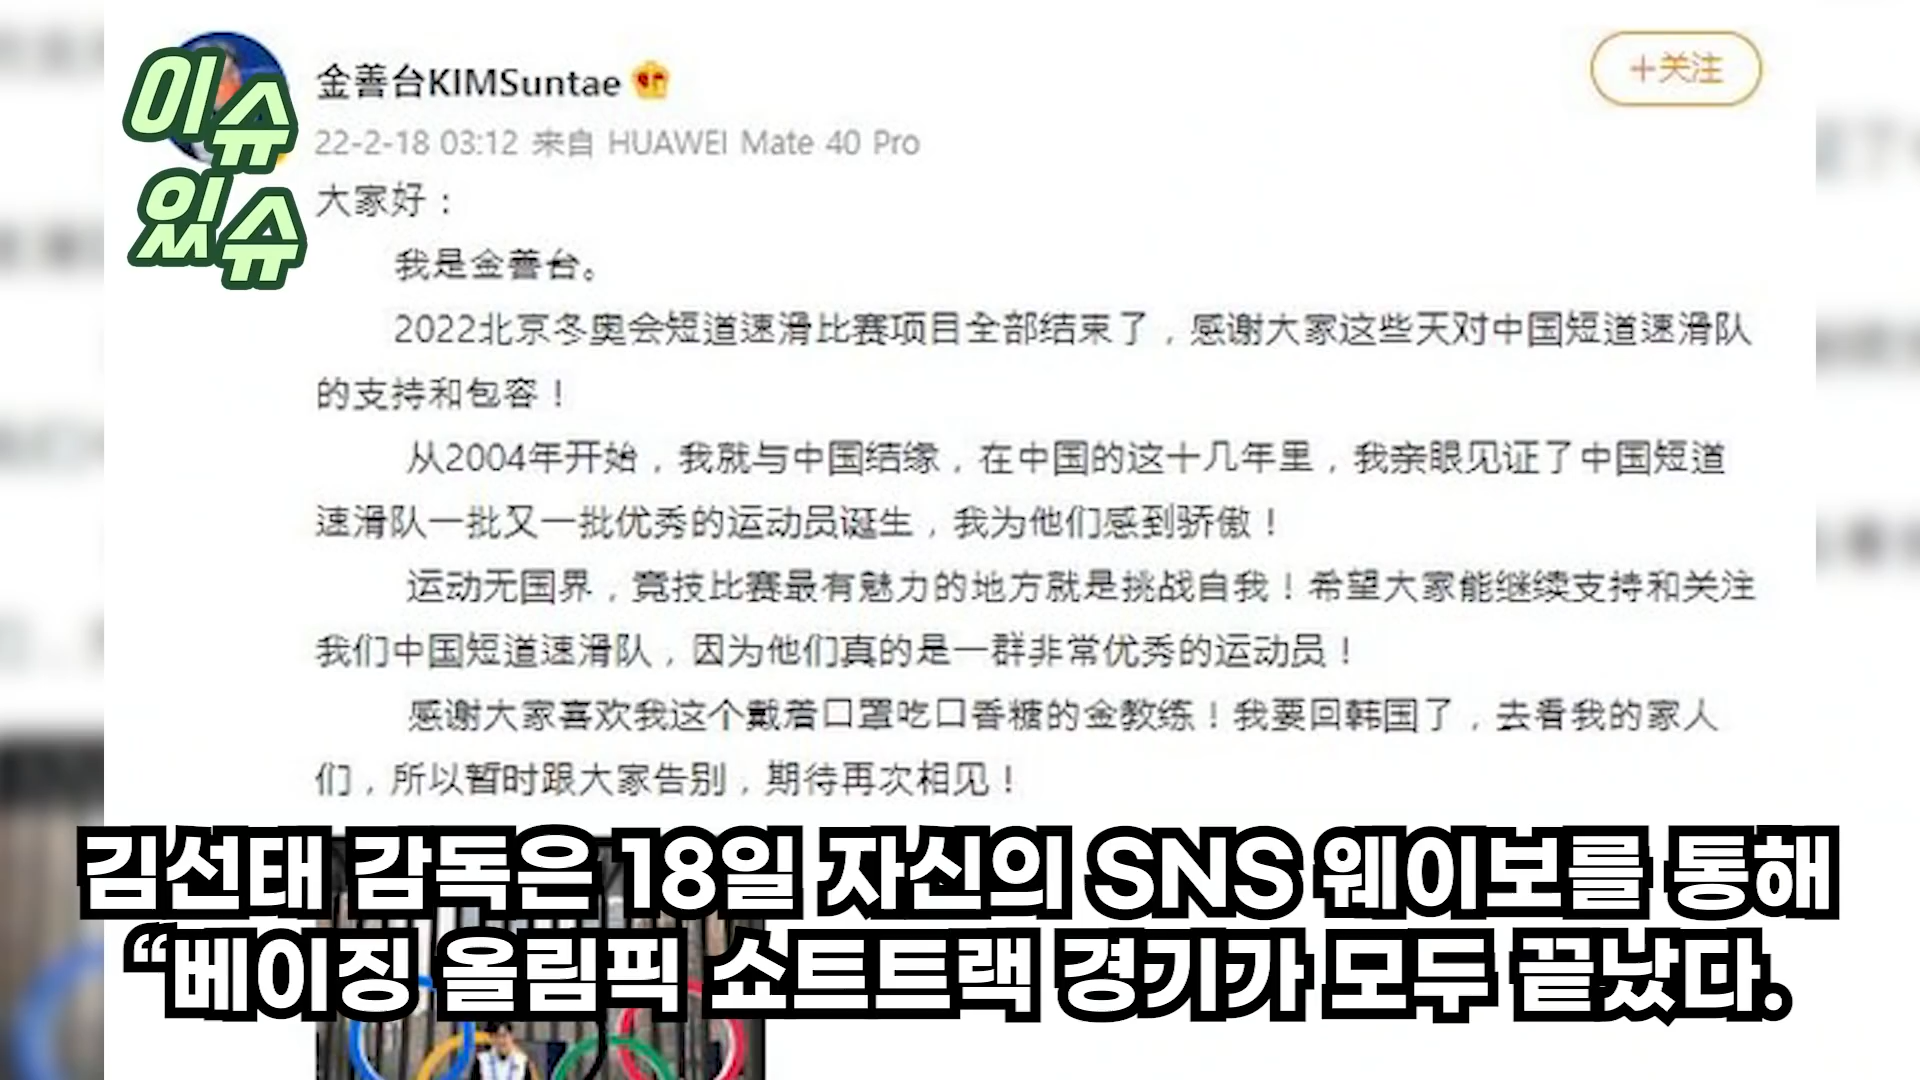 이슈
있슈
金善台KIMSuntae
+关注
22-2-18 03:12 来自 HUAWEI Mate 40 Pro
大家好：
我是金善台。
2022北京冬奥会短道速滑比赛项目全部结束了，感谢大家这些天对中国短道速滑队
的支持和包容！
从2004年开始，我就与中国结缘，在中国的这十几年里，我亲眼见证了中国短道
速滑队一批又一批优秀的运动员诞生，我为他们感到骄傲！
运动无国界，竞技比赛最有魅力的地方就是挑战自我！希望大家能继续支持和关注
我们中国短道速滑队，因为他们真的是一群非常优秀的运动员！
感谢大家喜欢我这个戴着口罩吃口香糖的金教练！我要回韩国了，去看我的家人
们，所以暂时跟大家告别，期待再次相见！
김선태 감독은 18일 자신의 SNS 웨이보를 통해
“베이징 올림픽 쇼트트랙 경기가 모두 끝났다.